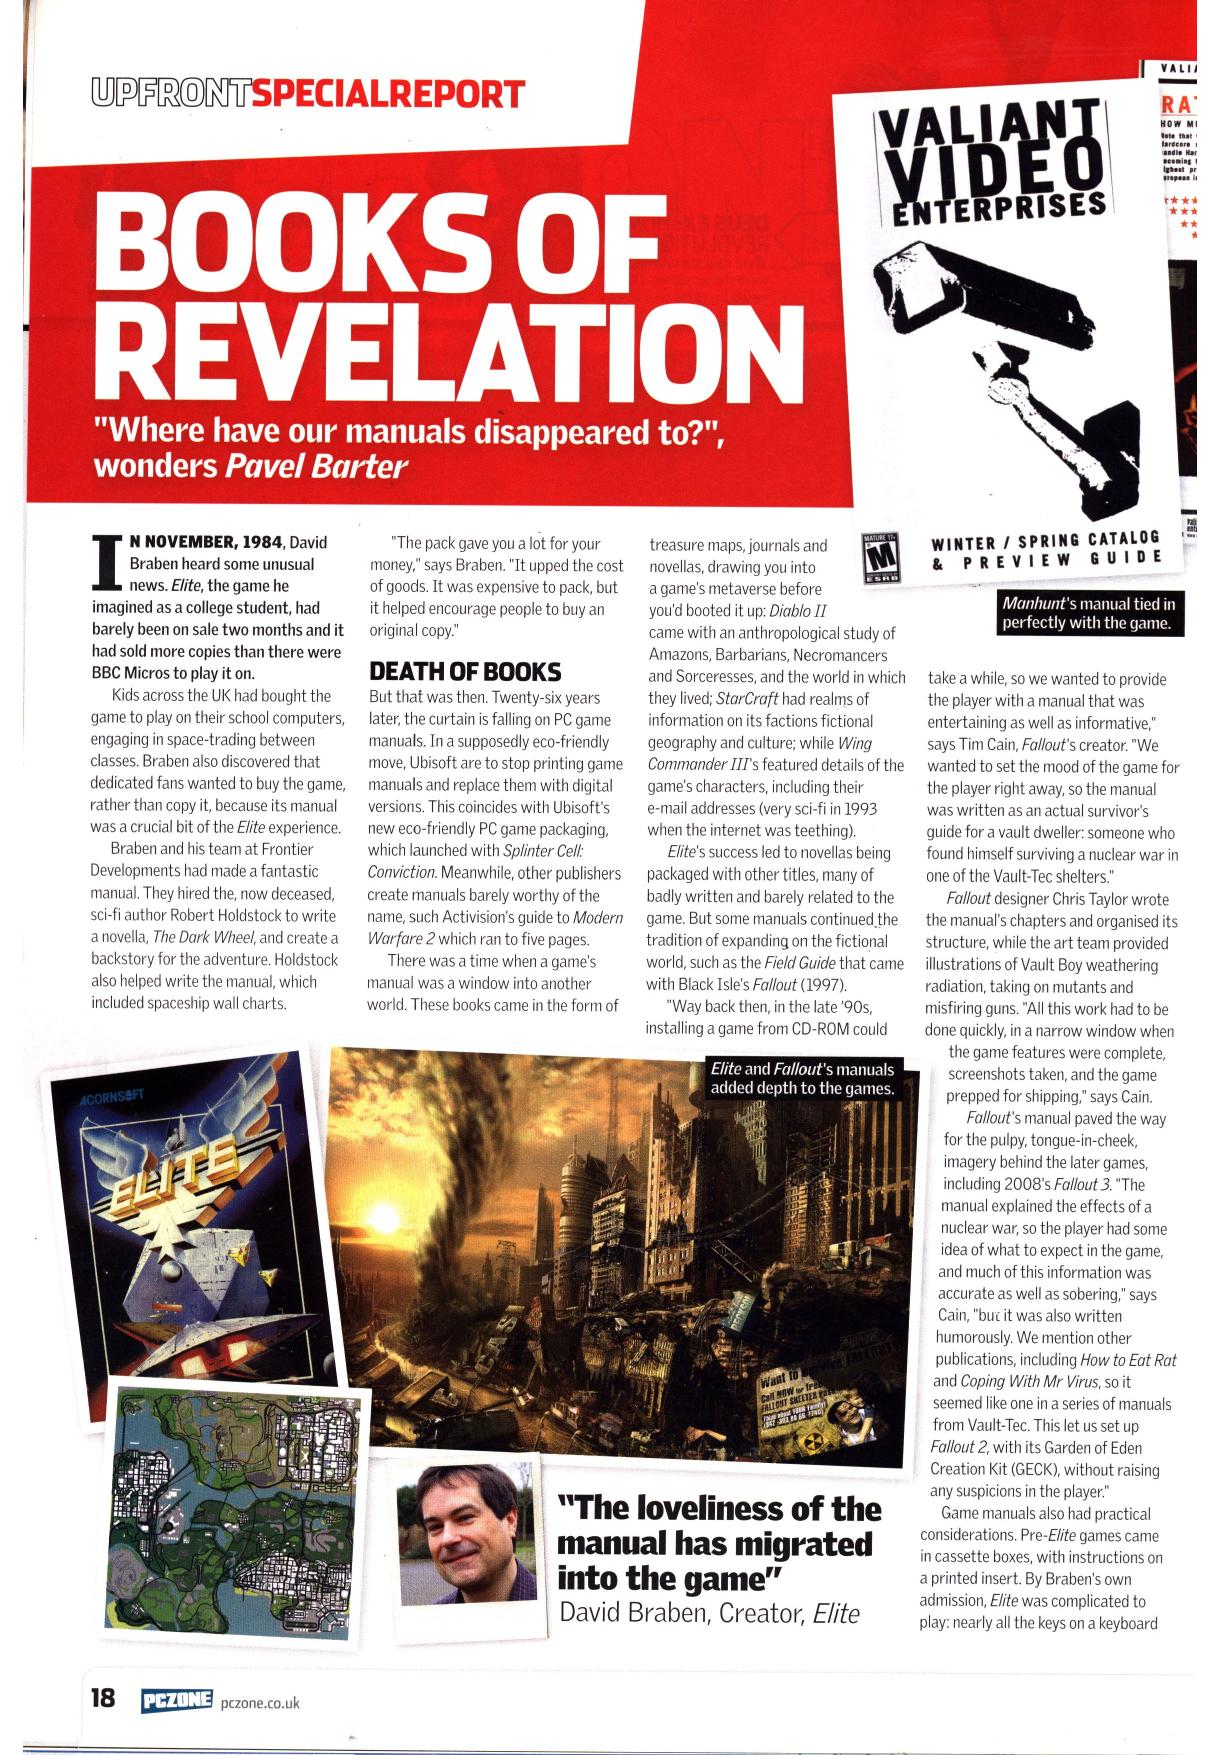 UPFRONTSPECIALREPORT
BOOKS OF
REVELATION
"Where have our manuals disappeared to?",
wonders Pavel Barter
VALIANT
VIDEO
ENTERPRISES
MATURE 17+
M
ESRB
WINTER / SPRING CATALOG
& PREVIEW GUIDE
VALIA
RA
HOW M
Manhunt's manual tied in
perfectly with the game.
IN NOVEMBER, 1984, David
Braben heard some unusual
news. Elite, the game he
imagined as a college student, had
barely been on sale two months and it
had sold more copies than there were
BBC Micros to play it on.
Kids across the UK had bought the
game to play on their school computers,
engaging in space-trading between
classes. Braben also discovered that
dedicated fans wanted to buy the game,
rather than copy it, because its manual
was a crucial bit of the Elite experience.
Braben and his team at Frontier
Developments had made a fantastic
manual. They hired the, now deceased,
sci-fi author Robert Holdstock to write
a novella, The Dark Wheel, and create a
backstory for the adventure. Holdstock
also helped write the manual, which
included spaceship wall charts.
"The pack gave you a lot for your
money," says Braben. "It upped the cost
of goods. It was expensive to pack, but
it helped encourage people to buy an
original copy."
DEATH OF BOOKS
But that was then. Twenty-six years
later, the curtain is falling on PC game
manuals. In a supposedly eco-friendly
move, Ubisoft are to stop printing game
manuals and replace them with digital
versions. This coincides with Ubisoft's
new eco-friendly PC game packaging,
which launched with Splinter Cell:
Conviction. Meanwhile, other publishers
create manuals barely worthy of the
name, such Activision's guide to Modern
Warfare 2 which ran to five pages.
There was a time when a game's
manual was a window into another
world. These books came in the form of
treasure maps, journals and
novellas, drawing you into
a game's metaverse before
you'd booted it up: Diablo II
came with an anthropological study of
Amazons, Barbarians, Necromancers
and Sorceresses, and the world in which
they lived; StarCraft had realms of
information on its factions fictional
geography and culture; while Wing
Commander III's featured details of the
game's characters, including their
e-mail addresses (very sci-fi in 1993
when the internet was teething).
Elite's success led to novellas being
packaged with other titles, many of
badly written and barely related to the
game. But some manuals continued the
tradition of expanding on the fictional
world, such as the Field Guide that came
with Black Isle's Fallout (1997).
"Way back then, in the late '90s,
installing a game from CD-ROM could
take a while, so we wanted to provide
the player with a manual that was
entertaining as well as informative,"
says Tim Cain, Fallout's creator. "We
wanted to set the mood of the game for
the player right away, so the manual
was written as an actual survivor's
guide for a vault dweller: someone who
found himself surviving a nuclear war in
one of the Vault-Tec shelters."
Fallout designer Chris Taylor wrote
the manual's chapters and organised its
structure, while the art team provided
illustrations of Vault Boy weathering
radiation, taking on mutants and
misfiring guns. "All this work had to be
done quickly, in a narrow window when
the game features were complete,
screenshots taken, and the game
prepped for shipping," says Cain.
Fallout's manual paved the way
for the pulpy, tongue-in-cheek,
imagery behind the later games,
including 2008's Fallout 3. "The
manual explained the effects of a
nuclear war, so the player had some
idea of what to expect in the game,
and much of this information was
accurate as well as sobering," says
Cain, "but it was also written
humorously. We mention other
publications, including How to Eat Rat
and Coping With Mr Virus, so it
seemed like one in a series of manuals
from Vault-Tec. This let us set up
Fallout 2, with its Garden of Eden
Creation Kit (GECK), without raising
any suspicions in the player."
Game manuals also had practical
considerations. Pre-Elite games came
in cassette boxes, with instructions on
a printed insert. By Braben's own
admission, Elite was complicated to
play: nearly all the keys on a keyboard
ACORNSOFT
ELITE
Elite and Fallout's manuals
added depth to the games.
"The loveliness of the
manual has migrated
into the game"
David Braben, Creator, Elite
18 PCZONE pczone.co.uk